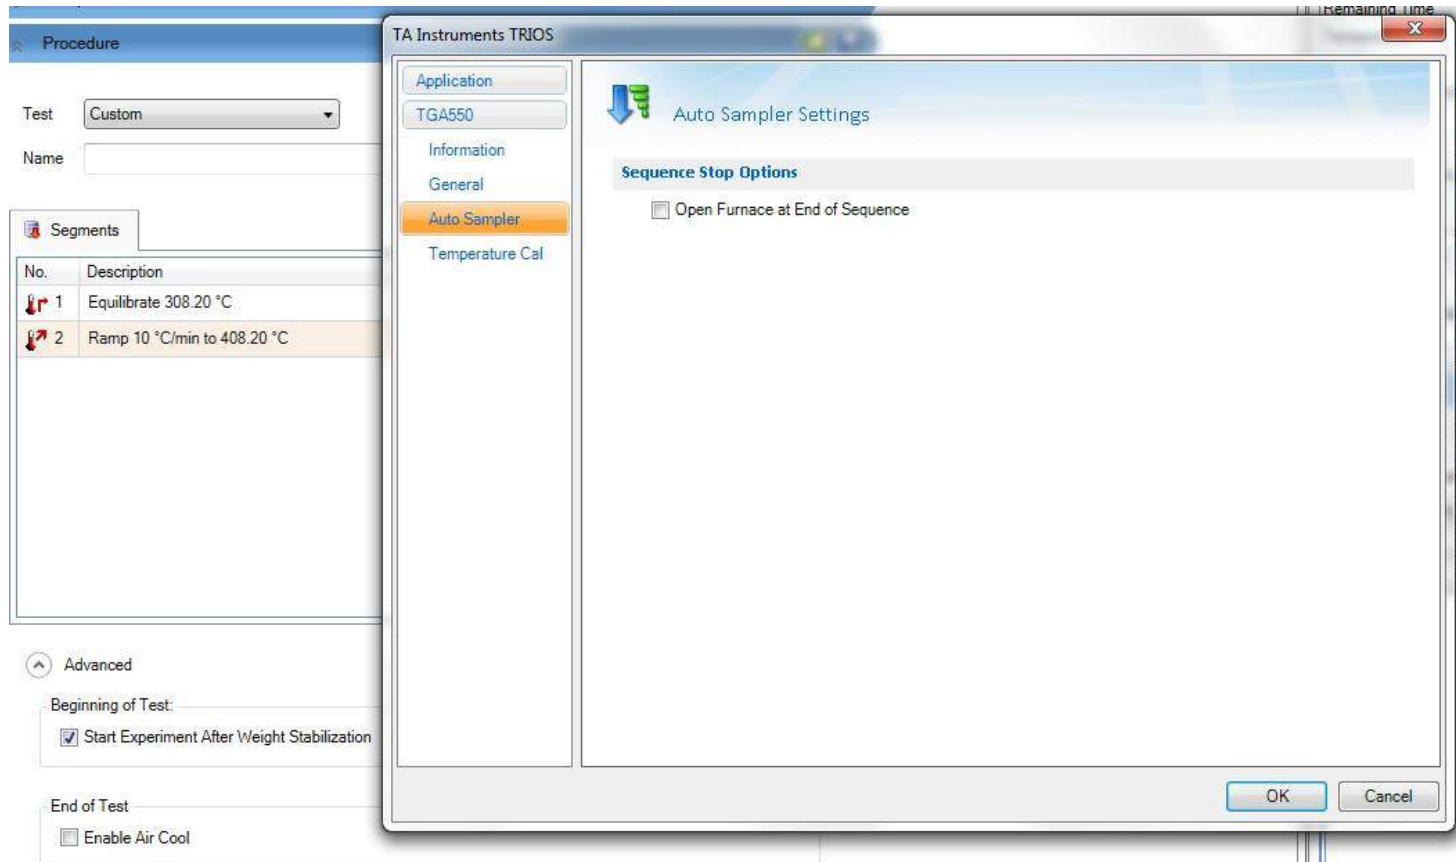 Remaining Time
Procedure
TA Instruments TRIOS
Test
Custom
Name
Segments
No. Description
1 Equilibrate 308.20 °C
2 Ramp 10 °C/min to 408.20 °C
Advanced
Beginning of Test:
Start Experiment After Weight Stabilization
End of Test
Enable Air Cool
Application
TGA550
Information
General
Auto Sampler
Temperature Cal
Auto Sampler Settings
Sequence Stop Options
Open Furnace at End of Sequence
OK
Cancel